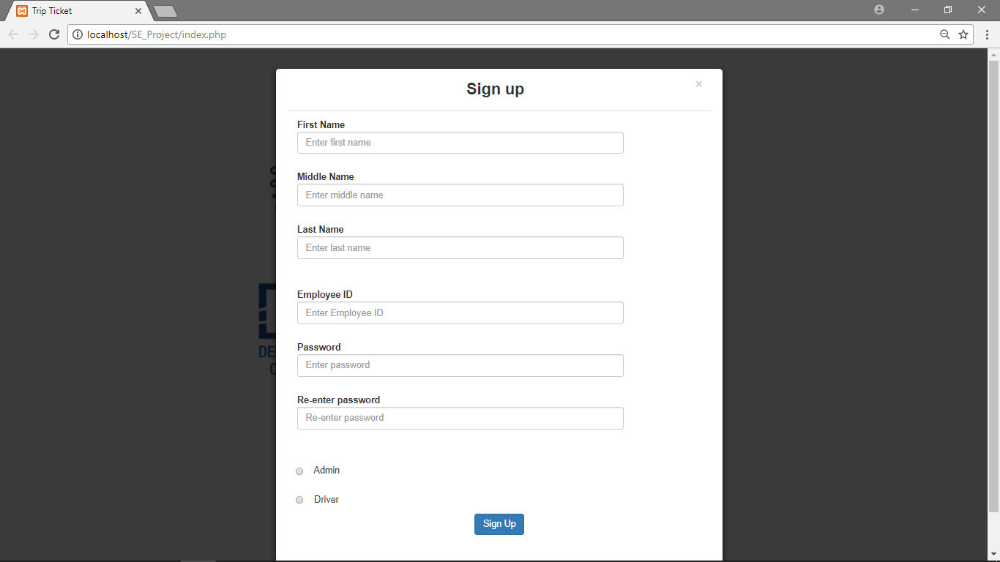 Trip Ticket
localhost/SE_Project/index.php
Sign up
×
First Name
Enter first name
Middle Name
Enter middle name
Last Name
Enter last name
Employee ID
Enter Employee ID
Password
Enter password
Re-enter password
Re-enter password
Admin
Driver
Sign Up
DE